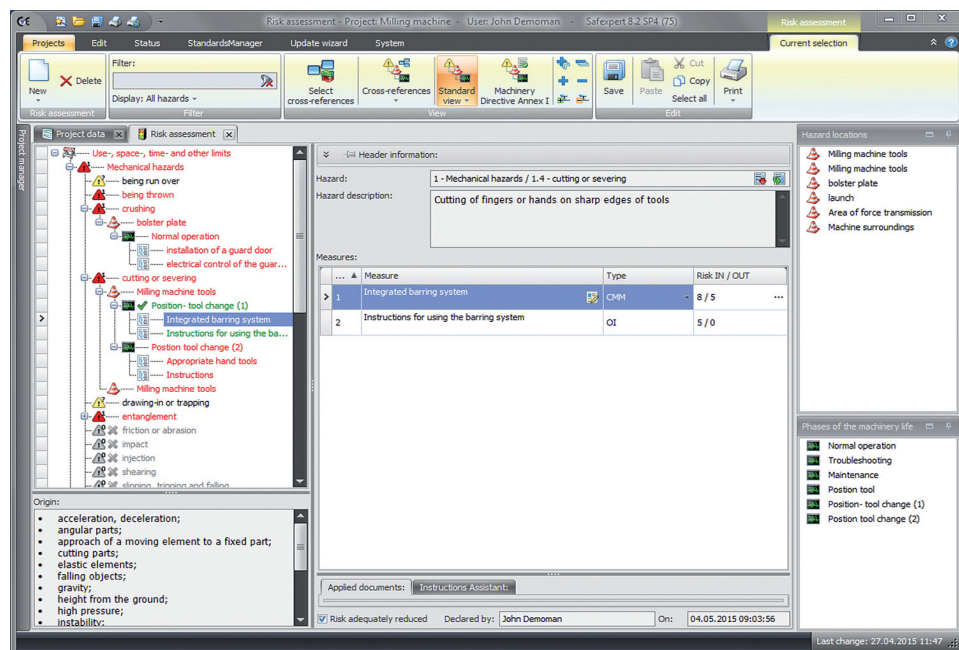 Risk assessment - Project: Milling machine - User: John Demoman - Safexpert 8.2 SP4 (75)
Risk assessment
Projects Edit Status StandardsManager Update wizard System Current selection
New
Delete
Risk assessment
Filter:
Display: All hazards
Filter
Select cross-references
Cross-references
Standard view
Machinery Directive Annex I
View
Save
Paste
Cut
Copy
Select all
Print
Edit
Project manager
Project data
Risk assessment
Use-, space-, time- and other limits
Mechanical hazards
being run over
being thrown
crushing
bolster plate
Normal operation
installation of a guard door
electrical control of the guar...
cutting or severing
Milling machine tools
Position- tool change (1)
Integrated barring system
Instructions for using the ba...
Postion tool change (2)
Appropriate hand tools
Instructions
Milling machine tools
drawing-in or trapping
entanglement
friction or abrasion
impact
injection
shearing
slipping, tripping and falling
Origin:
• acceleration, deceleration;
• angular parts;
• approach of a moving element to a fixed part;
• cutting parts;
• elastic elements;
• falling objects;
• gravity;
• height from the ground;
• high pressure;
• instability;
Header information:
Hazard: 1 - Mechanical hazards / 1.4 - cutting or severing
Hazard description: Cutting of fingers or hands on sharp edges of tools
Measures:
... Measure Type Risk IN / OUT
1 Integrated barring system CMM 8 / 5 ...
2 Instructions for using the barring system OI 5 / 0
Applied documents: Instructions Assistant:
Risk adequately reduced Declared by: John Demoman On: 04.05.2015 09:03:56
Hazard locations
Milling machine tools
Milling machine tools
bolster plate
launch
Area of force transmission
Machine surroundings
Phases of the machinery life
Normal operation
Troubleshooting
Maintenance
Postion tool
Position- tool change (1)
Postion tool change (2)
Last change: 27.04.2015 11:47